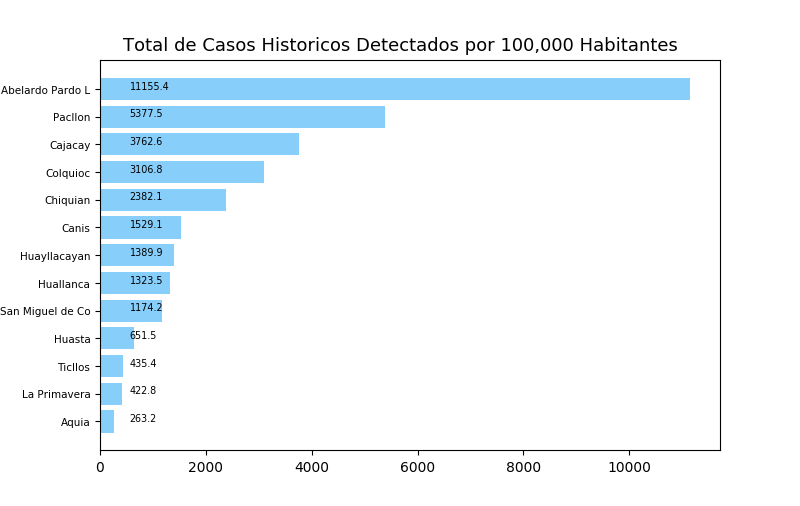 Total de Casos Historicos Detectados por 100,000 Habitantes
Abelardo Pardo L 11155.4
Pacllon 5377.5
Cajacay 3762.6
Colquioc 3106.8
Chiquian 2382.1
Canis 1529.1
Huayllacayan 1389.9
Huallanca 1323.5
San Miguel de Co 1174.2
Huasta 651.5
Ticllos 435.4
La Primavera 422.8
Aquia 263.2
0 2000 4000 6000 8000 10000